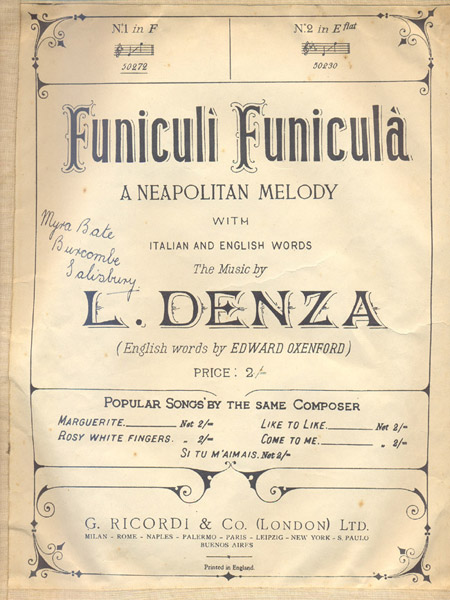 Nº1 in F
Nº2 in E flat
50272
50230
Funiculì Funiculà
A NEAPOLITAN MELODY
WITH
ITALIAN AND ENGLISH WORDS
Myra Bate
Burcombe
Salisbury.
The Music by
L. DENZA
(English words by EDWARD OXENFORD)
PRICE: 2/-
POPULAR SONGS BY THE SAME COMPOSER
MARGUERITE. Net 2/- LIKE TO LIKE. Net 2/-
ROSY WHITE FINGERS. „ 2/- COME TO ME. „ 2/-
SI TU M'AIMAIS. Net 2/-
G. RICORDI & Co. (LONDON) LTD.
MILAN - ROME - NAPLES - PALERMO - PARIS - LEIPZIG - NEW YORK - S. PAULO
BUENOS AIRES
Printed in England